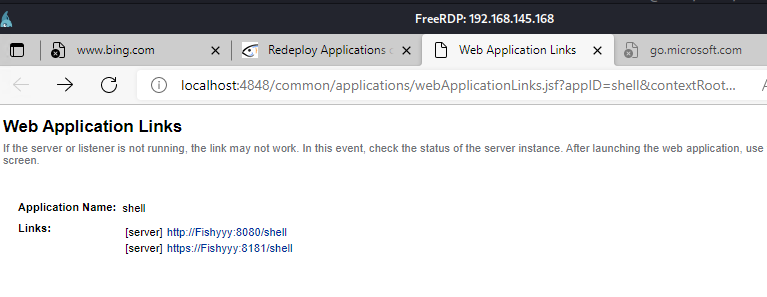 FreeRDP: 192.168.145.168
www.bing.com
Redeploy Applications
Web Application Links
go.microsoft.com
localhost:4848/common/applications/webApplicationLinks.jsf?appID=shell&contextRoot...
Web Application Links
If the server or listener is not running, the link may not work. In this event, check the status of the server instance. After launching the web application, use
screen.
Application Name: shell
Links: [server] http://Fishyyy:8080/shell
[server] https://Fishyyy:8181/shell